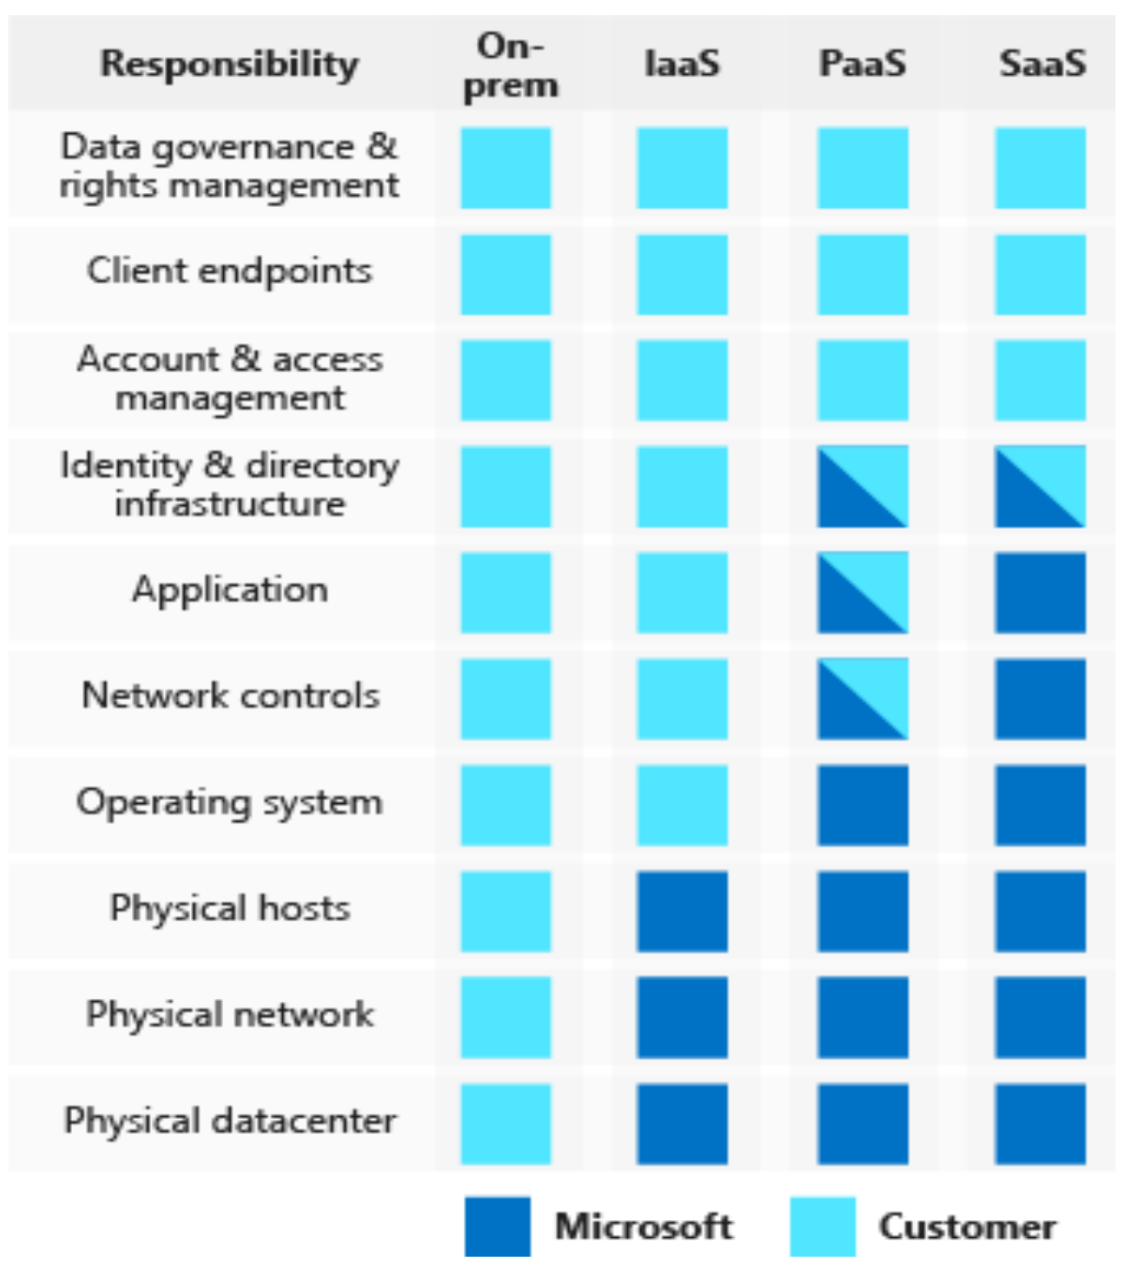 Responsibility
On-
prem
IaaS
PaaS
SaaS
Data governance &
rights management
Client endpoints
Account & access
management
Identity & directory
infrastructure
Application
Network controls
Operating system
Physical hosts
Physical network
Physical datacenter
Microsoft
Customer